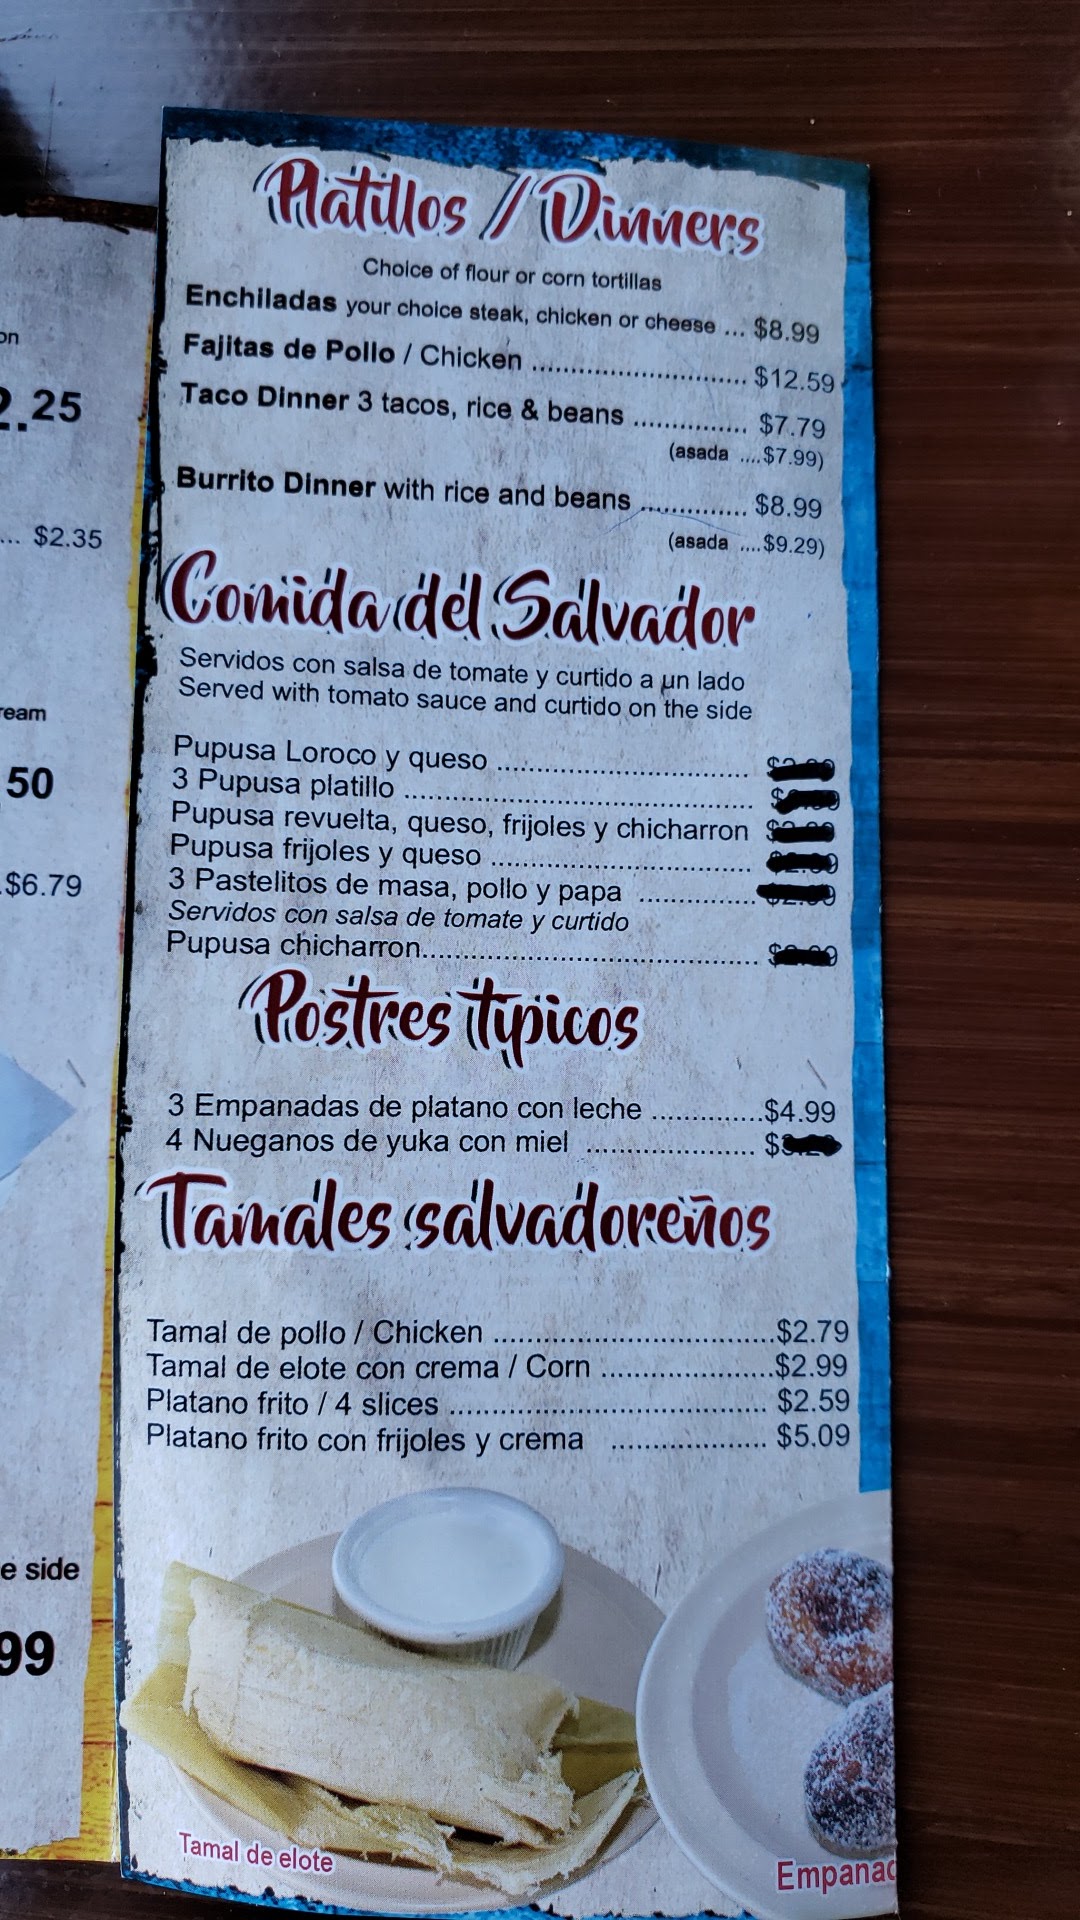 on
2.25
... $2.35
ream
50
.$6.79
e side
99
Platillos / Dinners
Choice of flour or corn tortillas
Enchiladas your choice steak, chicken or cheese ... $8.99
Fajitas de Pollo / Chicken .......................... $12.59
Taco Dinner 3 tacos, rice & beans .............. $7.79
(asada ....$7.99)
Burrito Dinner with rice and beans ............. $8.99
(asada ....$9.29)
Comida del Salvador
Servidos con salsa de tomate y curtido a un lado
Served with tomato sauce and curtido on the side
Pupusa Loroco y queso ..............................
3 Pupusa platillo ..........................................
Pupusa revuelta, queso, frijoles y chicharron
Pupusa frijoles y queso ...............................
3 Pastelitos de masa, pollo y papa ..............
Servidos con salsa de tomate y curtido
Pupusa chicharron........................................
Postres tipicos
3 Empanadas de platano con leche .............$4.99
4 Nueganos de yuka con miel .................... $
Tamales salvadoreños
Tamal de pollo / Chicken .................................$2.79
Tamal de elote con crema / Corn .....................$2.99
Platano frito / 4 slices ...................................... $2.59
Platano frito con frijoles y crema ................... $5.09
Tamal de elote
Empanad